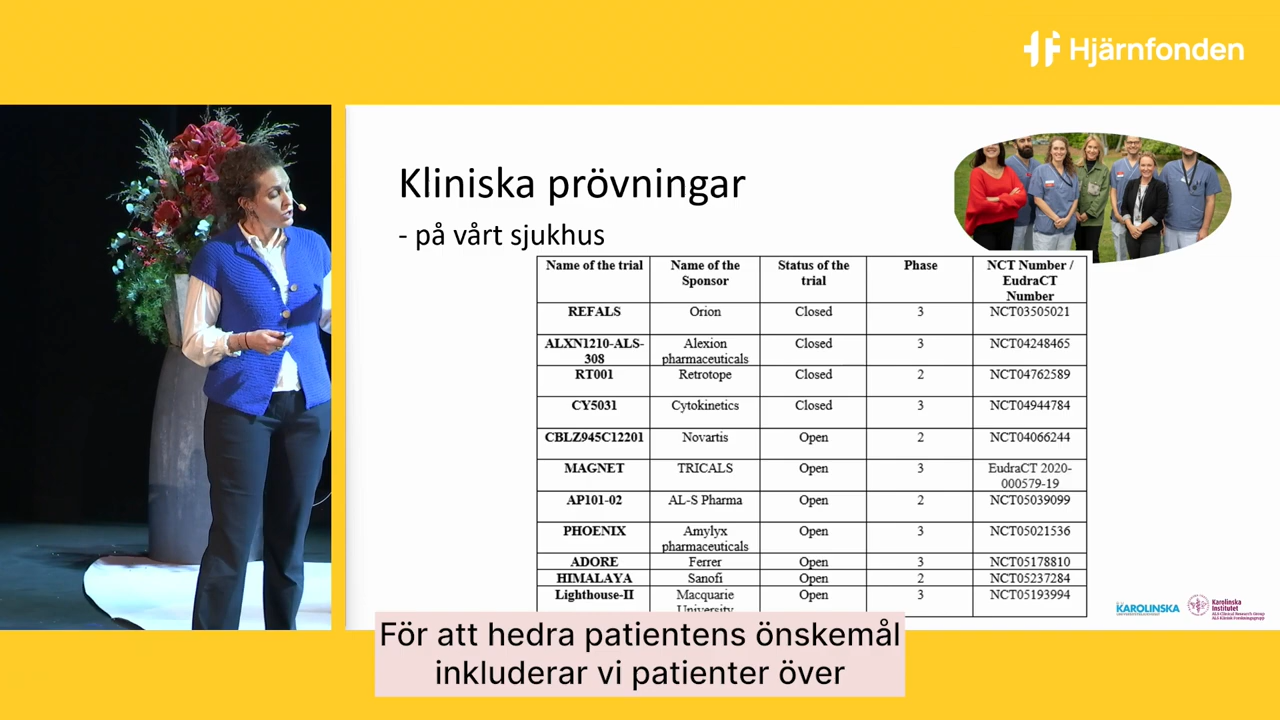 Hjärnfonden
Kliniska prövningar
- på vårt sjukhus
Name of the trial Name of the Sponsor Status of the trial Phase NCT Number / EudraCT Number
REFALS Orion Closed 3 NCT03505021
ALXN1210-ALS-308 Alexion pharmaceuticals Closed 3 NCT04248465
RT001 Retrotope Closed 2 NCT04762589
CY5031 Cytokinetics Closed 3 NCT04944784
CBLZ945C12201 Novartis Open 2 NCT04066244
MAGNET TRICALS Open 3 EudraCT 2020-000579-19
AP101-02 AL-S Pharma Open 2 NCT05039099
PHOENIX Amylyx pharmaceuticals Open 3 NCT05021536
ADORE Ferrer Open 3 NCT05178810
HIMALAYA Sanofi Open 2 NCT05237284
Lighthouse-II Macquarie University Open 3 NCT05193994
KAROLINSKA
Karolinska
Institutet
För att hedra patientens önskemål
inkluderar vi patienter över